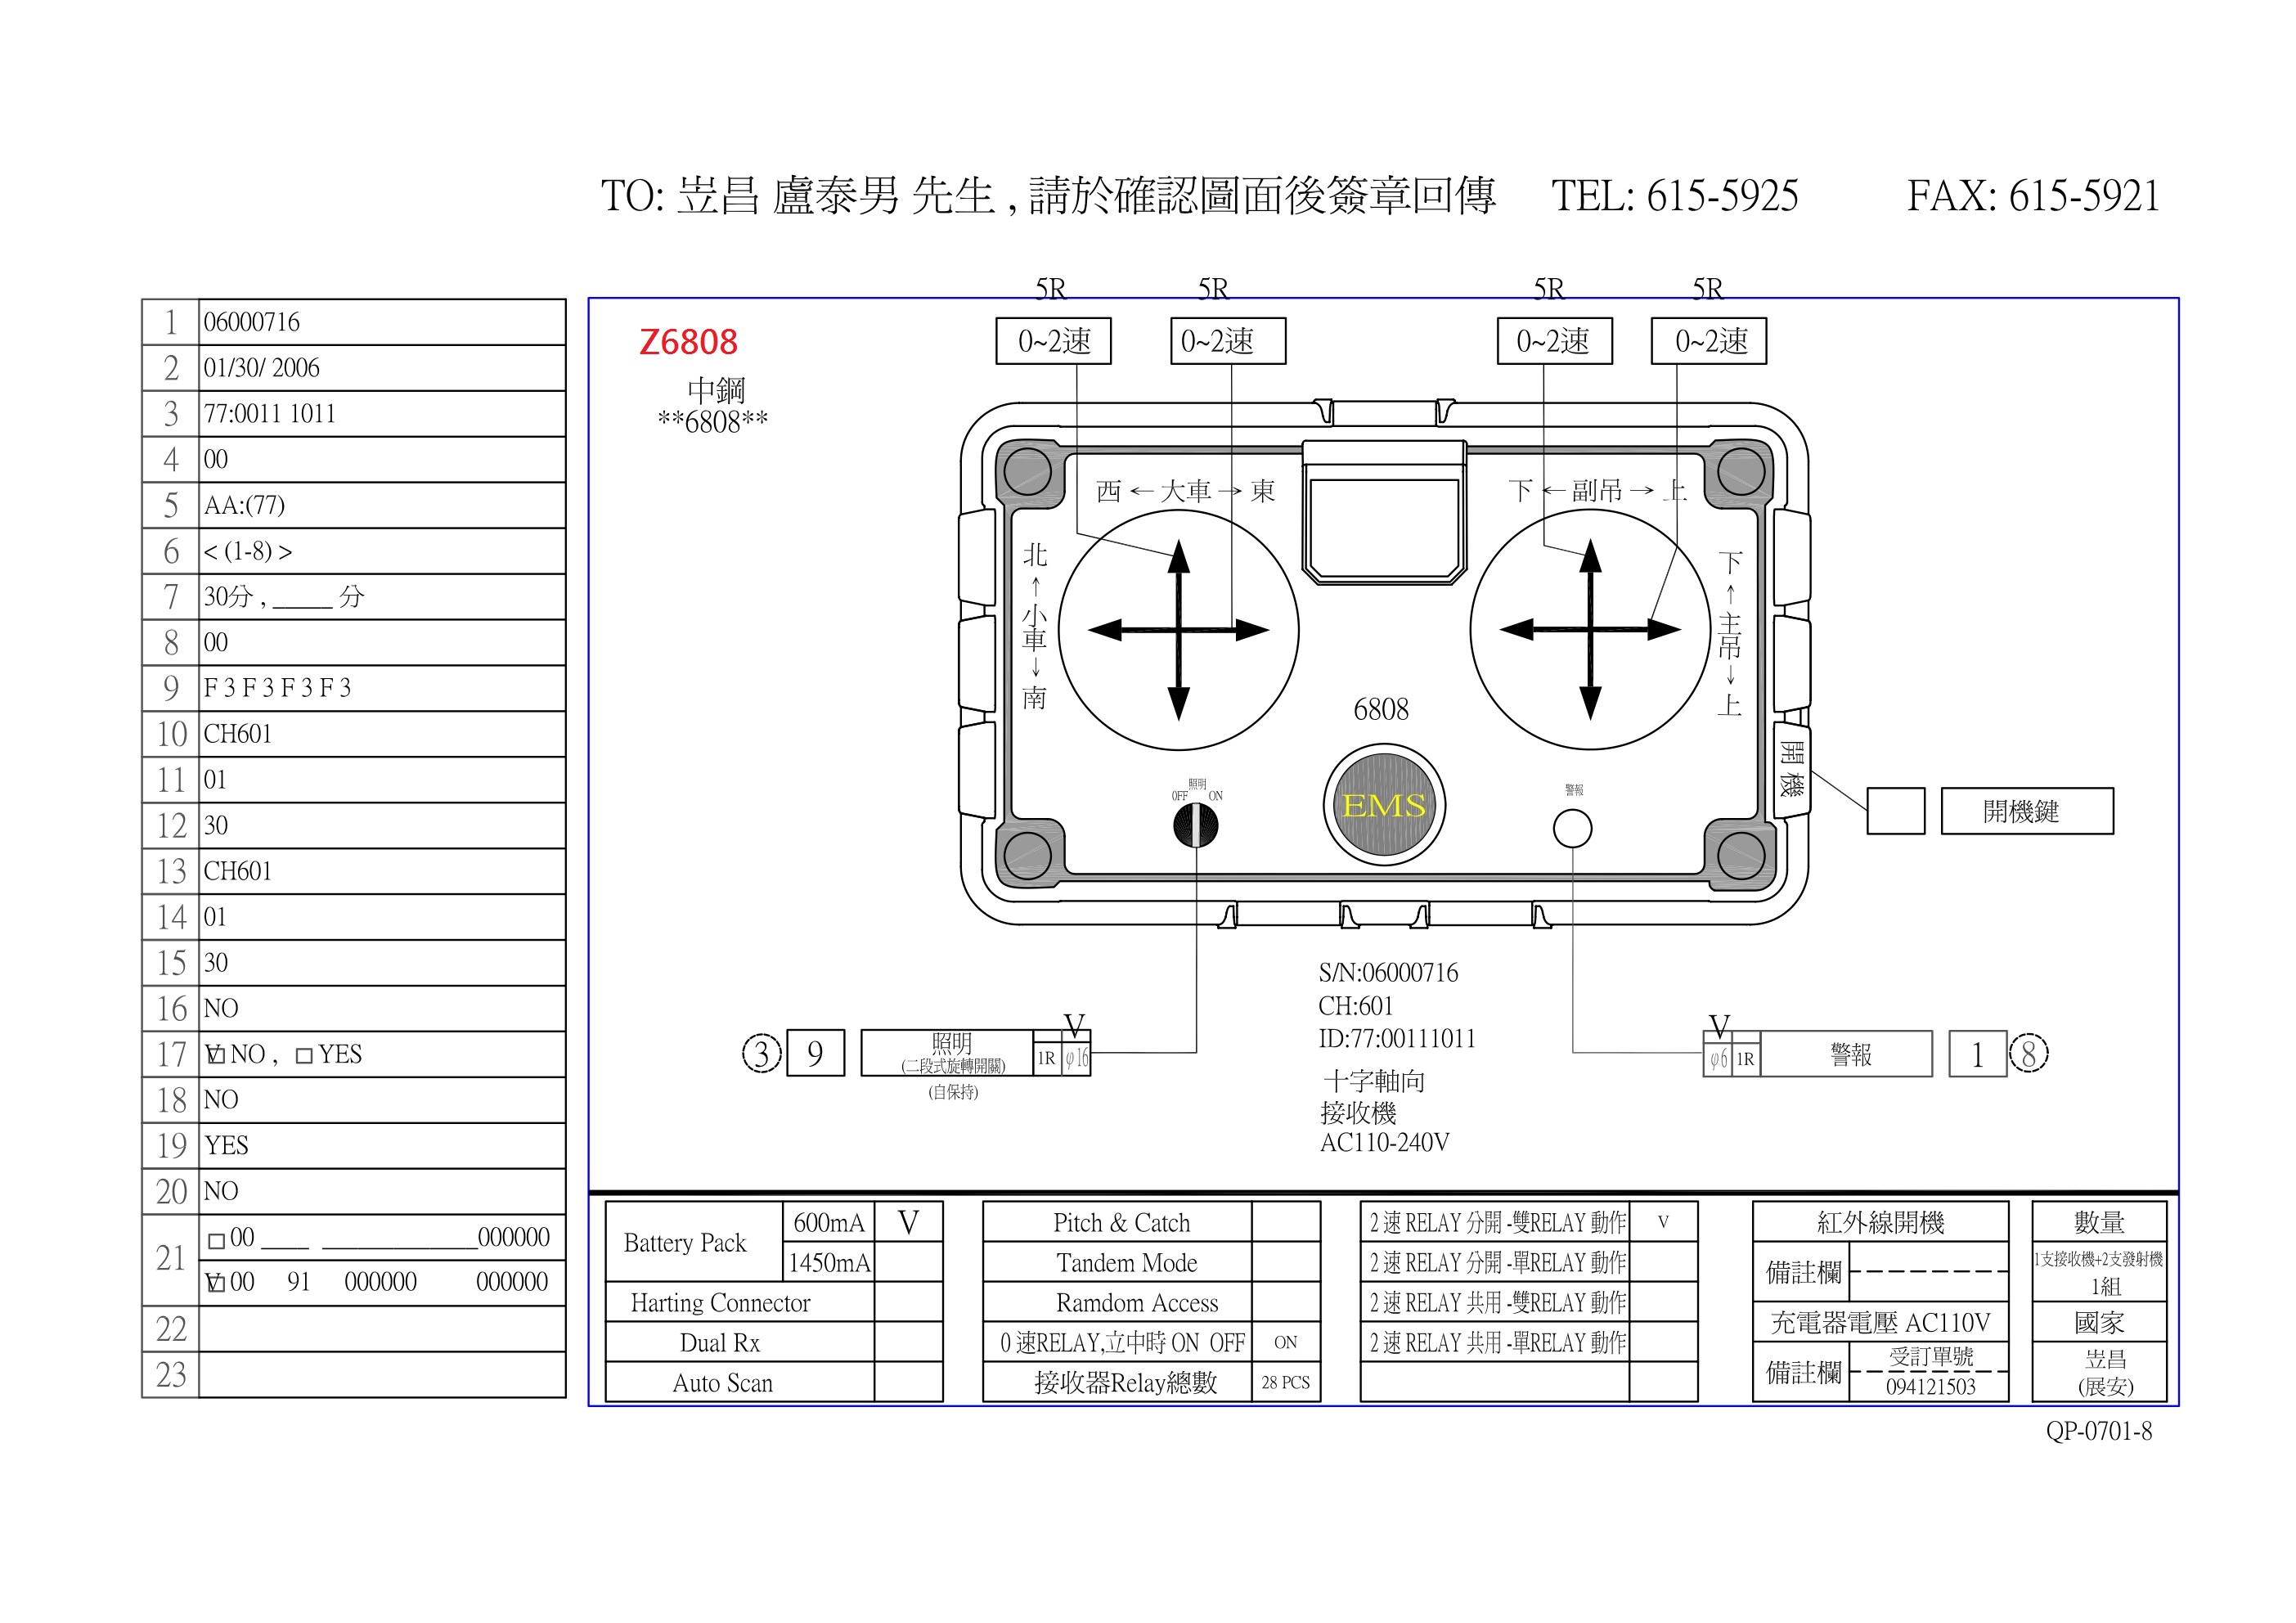 TO: 岦昌 盧泰男 先生 , 請於確認圖面後簽章回傳 TEL: 615-5925 FAX: 615-5921
1 06000716
2 01/30/ 2006
3 77:0011 1011
4 00
5 AA:(77)
6 < (1-8) >
7 30分 , _____ 分
8 00
9 F 3 F 3 F 3 F 3
10 CH601
11 01
12 30
13 CH601
14 01
15 30
16 NO
17 V□ NO , □ YES
18 NO
19 YES
20 NO
21 □ 00 ____ _____________000000
V□ 00 91 000000 000000
22
23
5R 5R 5R 5R
0~2速 0~2速 0~2速 0~2速
Z6808
中鋼
**6808**
西 ← 大車 → 東
下 ← 副吊 → 上
北 ← 小車 → 南
下 ← 主吊 → 上
6808
照明
OFF ON
EMS
警報
開機
開機鍵
3 9 照明 (二段式旋轉開關) 1R φ16 V
(自保持)
V φ6 1R 警報 1 8
S/N:06000716
CH:601
ID:77:00111011
十字軸向
接收機
AC110-240V
Battery Pack 600mA V
1450mA
Harting Connector
Dual Rx
Auto Scan
Pitch & Catch
Tandem Mode
Ramdom Access
0 速RELAY,立中時 ON OFF ON
接收器Relay總數 28 PCS
2 速 RELAY 分開 -雙RELAY 動作 V
2 速 RELAY 分開 -單RELAY 動作
2 速 RELAY 共用 -雙RELAY 動作
2 速 RELAY 共用 -單RELAY 動作
紅外線開機
備註欄
充電器電壓 AC110V
備註欄 受訂單號
094121503
數量
1支接收機+2支發射機
1組
國家
岦昌
(展安)
QP-0701-8